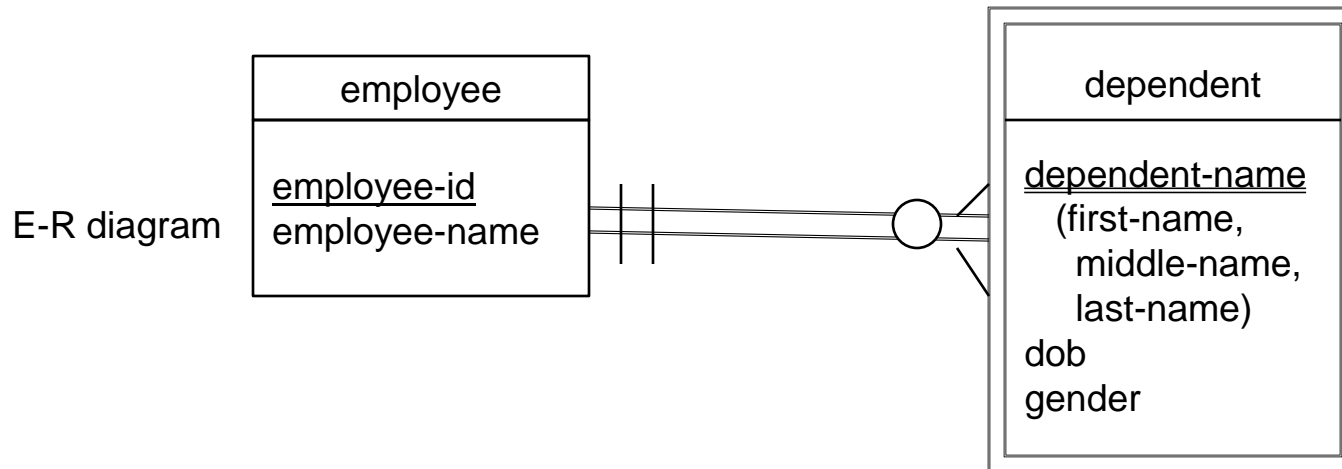 E-R diagram
employee
employee-id
employee-name
dependent
dependent-name
(first-name,
middle-name,
last-name)
dob
gender